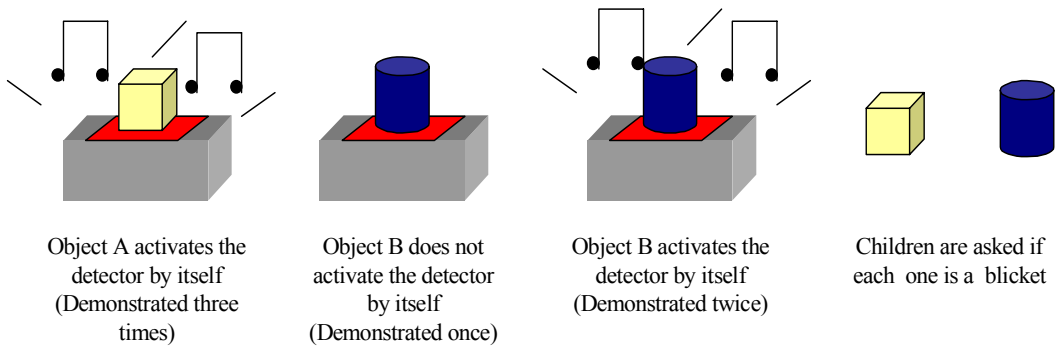 Object A activates the
detector by itself
(Demonstrated three
times)
Object B does not
activate the detector
by itself
(Demonstrated once)
Object B activates the
detector by itself
(Demonstrated twice)
Children are asked if
each one is a blicket